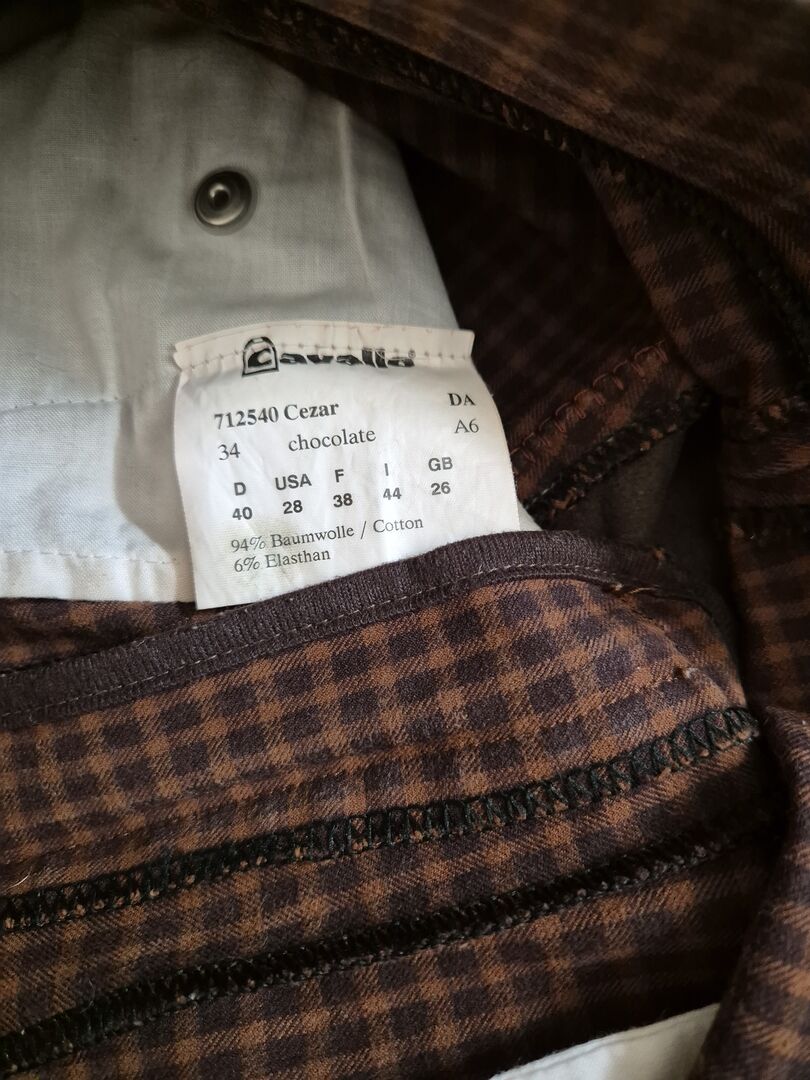 Cavallo®
712540 Cezar DA
34 chocolate A6
D USA F I GB
40 28 38 44 26
94% Baumwolle / Cotton
6% Elasthan